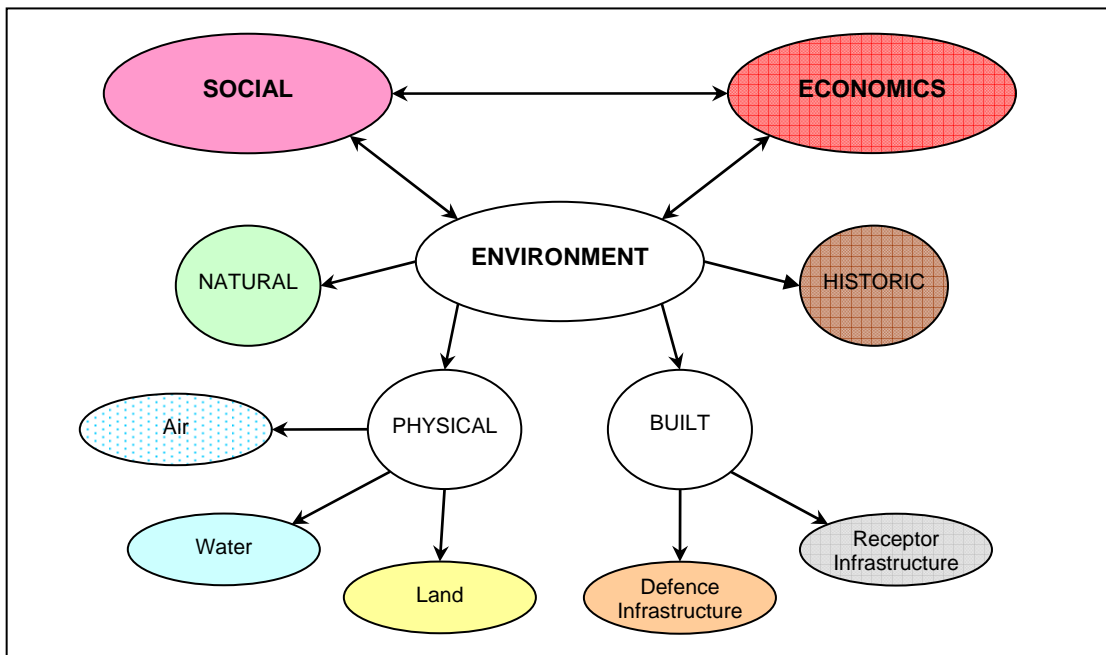 SOCIAL
ECONOMICS
ENVIRONMENT
NATURAL
HISTORIC
PHYSICAL
BUILT
Air
Water
Land
Defence
Infrastructure
Receptor
Infrastructure